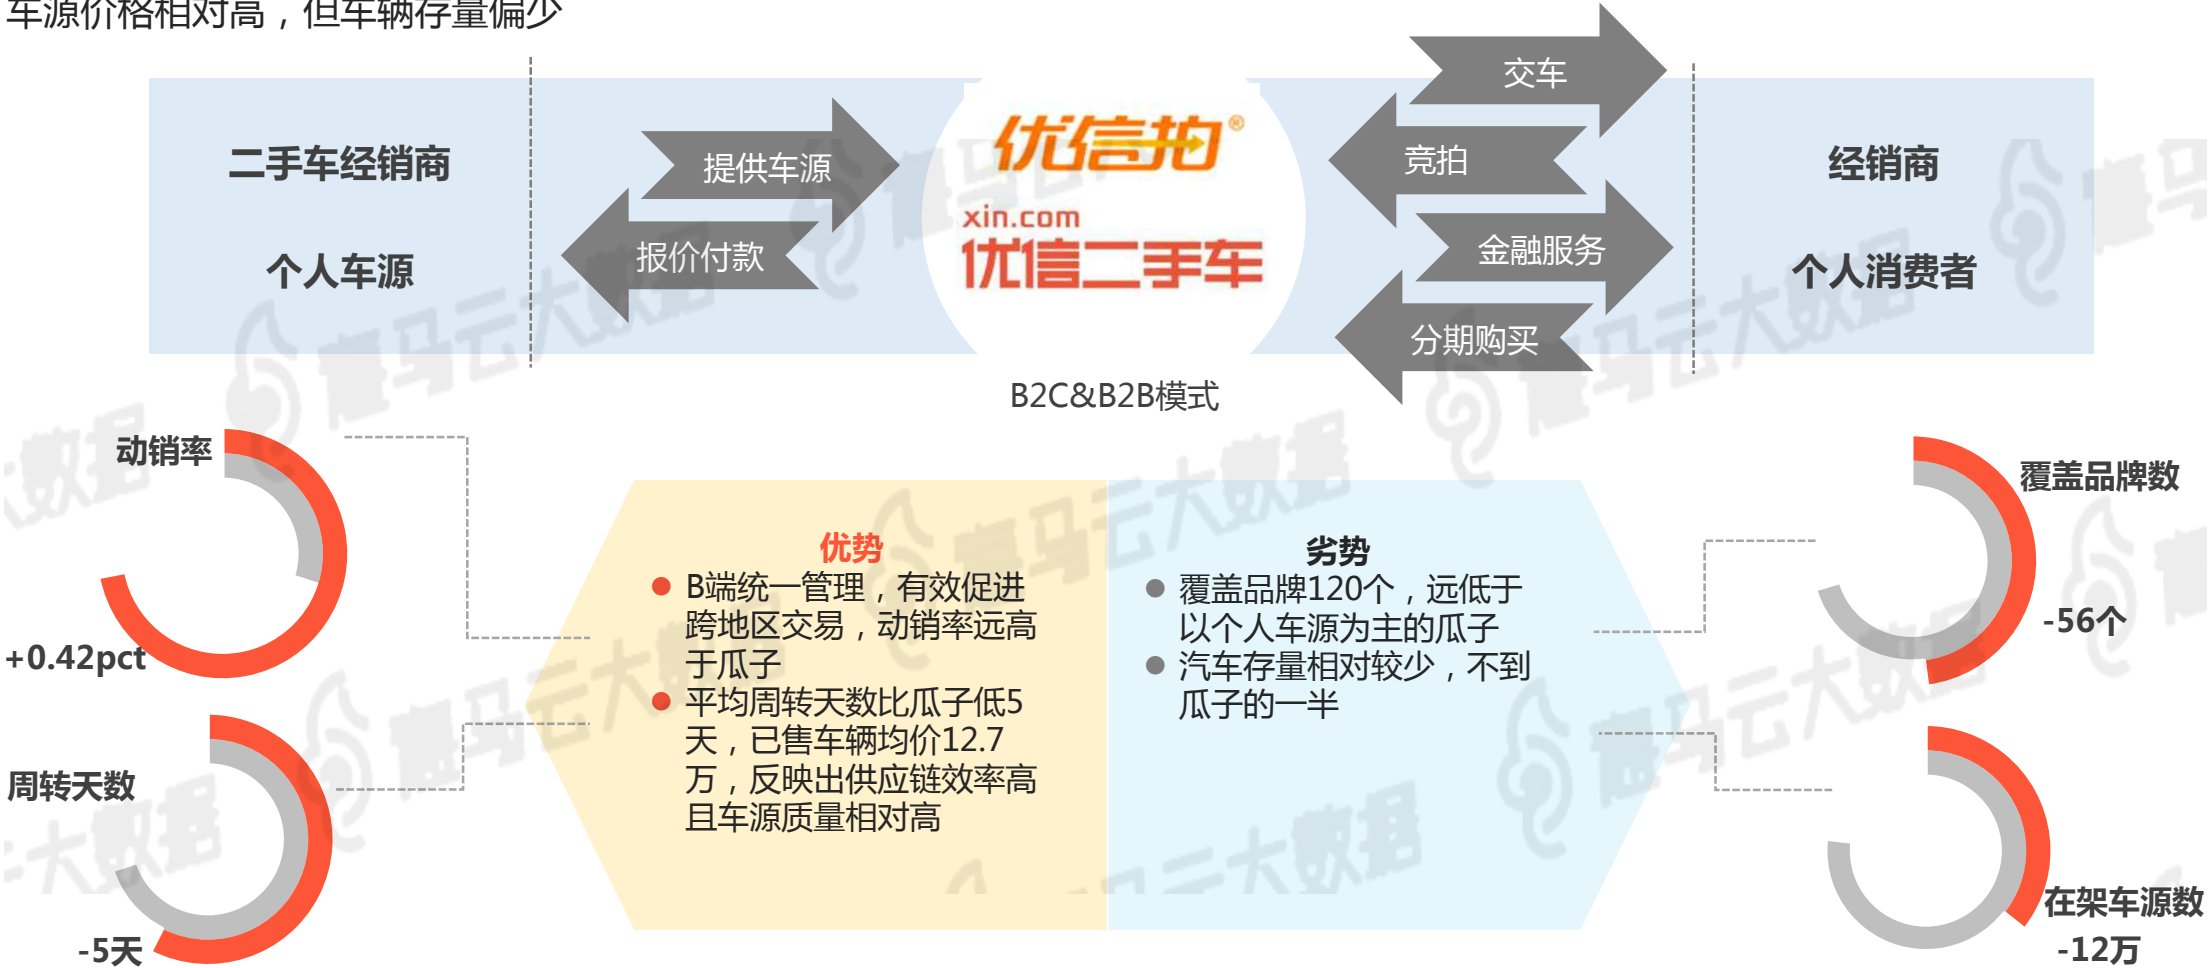 车源价格相对高，但车辆存量偏少
二手车经销商
个人车源
提供车源
报价付款
优信拍®
xin.com
优信二手车
B2C&B2B模式
交车
竞拍
金融服务
分期购买
经销商
个人消费者
动销率
+0.42pct
周转天数
-5天
优势
B端统一管理，有效促进
跨地区交易，动销率远高
于瓜子
平均周转天数比瓜子低5
天，已售车辆均价12.7
万，反映出供应链效率高
且车源质量相对高
劣势
覆盖品牌120个，远低于
以个人车源为主的瓜子
汽车存量相对较少，不到
瓜子的一半
覆盖品牌数
-56个
在架车源数
-12万